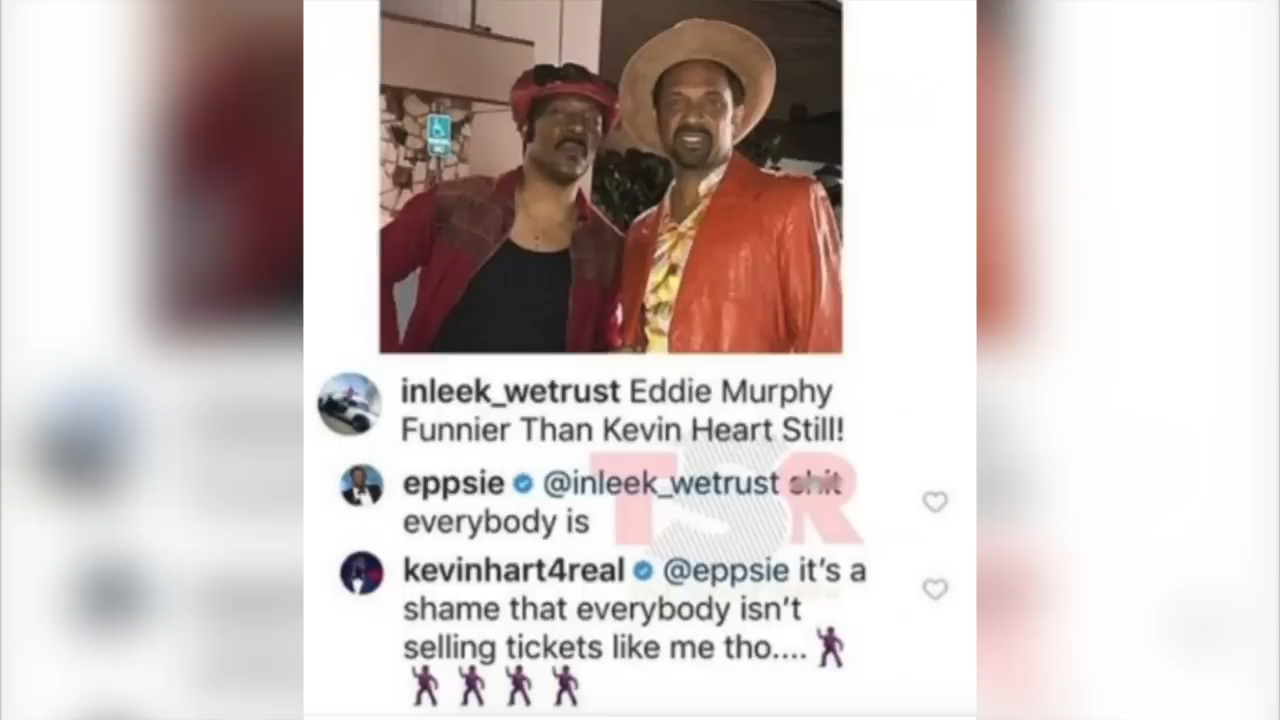 inleek_wetrust Eddie Murphy
Funnier Than Kevin Heart Still!
eppsie @inleek_wetrust shit
everybody is
TSR
kevinhart4real @eppsie it's a
shame that everybody isn't
selling tickets like me tho....